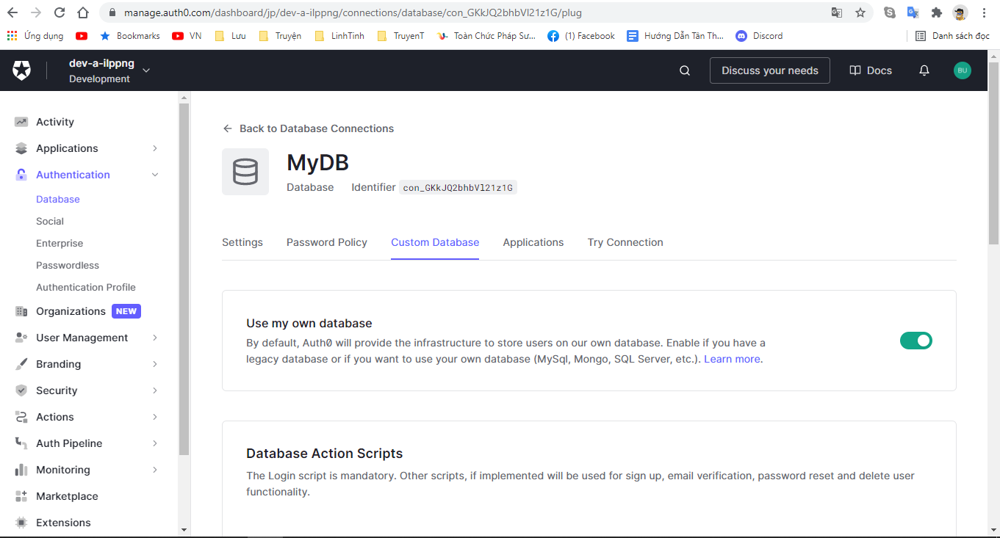 manage.auth0.com/dashboard/jp/dev-a-ilppng/connections/database/con_GKkJQ2bhbVl21z1G/plug
Ứng dụng
Bookmarks
VN
Lưu
Truyện
LinhTinh
TruyenT
Toàn Chức Pháp Sư...
(1) Facebook
Hướng Dẫn Tân Th...
Discord
Danh sách đọc
dev-a-ilppng
Development
Discuss your needs
Docs
BU
Activity
Applications
Authentication
Database
Social
Enterprise
Passwordless
Authentication Profile
Organizations NEW
User Management
Branding
Security
Actions
Auth Pipeline
Monitoring
Marketplace
Extensions
Back to Database Connections
MyDB
Database Identifier con_GKkJQ2bhbVl21z1G
Settings Password Policy Custom Database Applications Try Connection
Use my own database
By default, Auth0 will provide the infrastructure to store users on our own database. Enable if you have a
legacy database or if you want to use your own database (MySql, Mongo, SQL Server, etc.). Learn more.
Database Action Scripts
The Login script is mandatory. Other scripts, if implemented will be used for sign up, email verification, password reset and delete user
functionality.